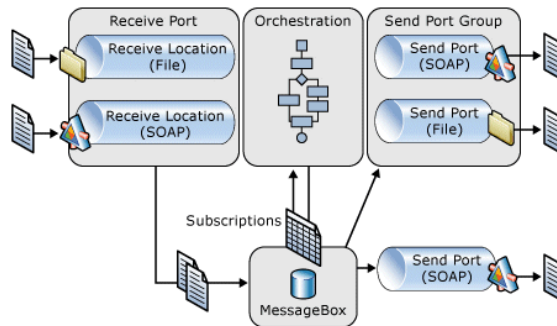 Receive Port
Orchestration
Send Port Group
Receive Location
(File)
Send Port
(SOAP)
Receive Location
(SOAP)
Send Port
(File)
Subscriptions
MessageBox
Send Port
(SOAP)